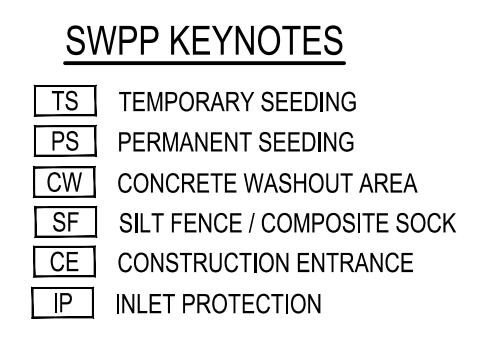 SWPP KEYNOTES
TS TEMPORARY SEEDING
PS PERMANENT SEEDING
CW CONCRETE WASHOUT AREA
SF SILT FENCE / COMPOSITE SOCK
CE CONSTRUCTION ENTRANCE
IP INLET PROTECTION